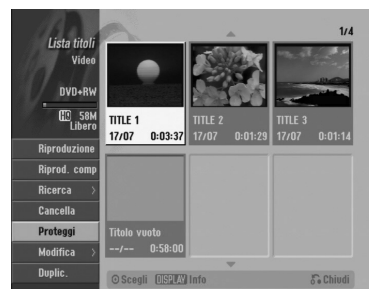 Lista titoli
1/4
Video
DVD+RW
HQ 58M
Libero
TITLE 1
17/07 0:03:37
TITLE 2
17/07 0:01:29
TITLE 3
17/07 0:01:14
Riproduzione
Riprod. comp
Ricerca >
Cancella
Proteggi
Modifica >
Duplic.
Titolo vuoto
--/-- 0:58:00
Scegli DISPLAY Info
Chiudi